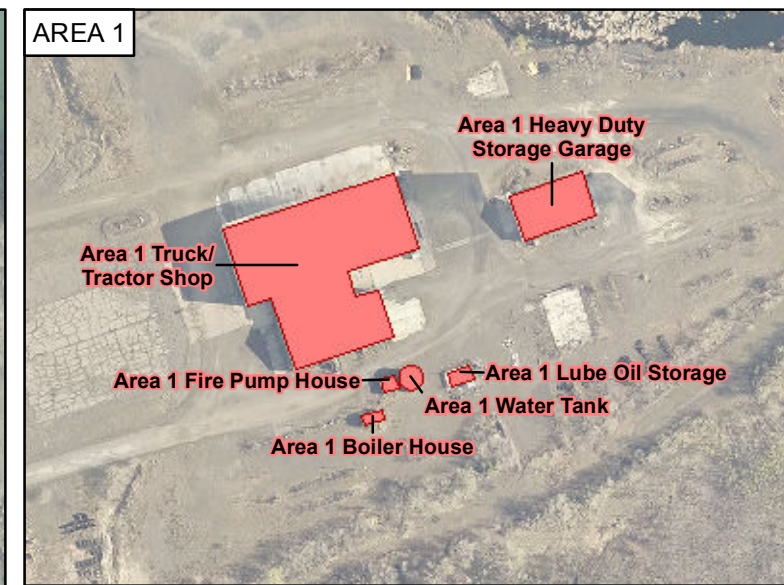 AREA 1
Area 1 Heavy Duty
Storage Garage
Area 1 Truck/
Tractor Shop
Area 1 Fire Pump House
Area 1 Lube Oil Storage
Area 1 Water Tank
Area 1 Boiler House